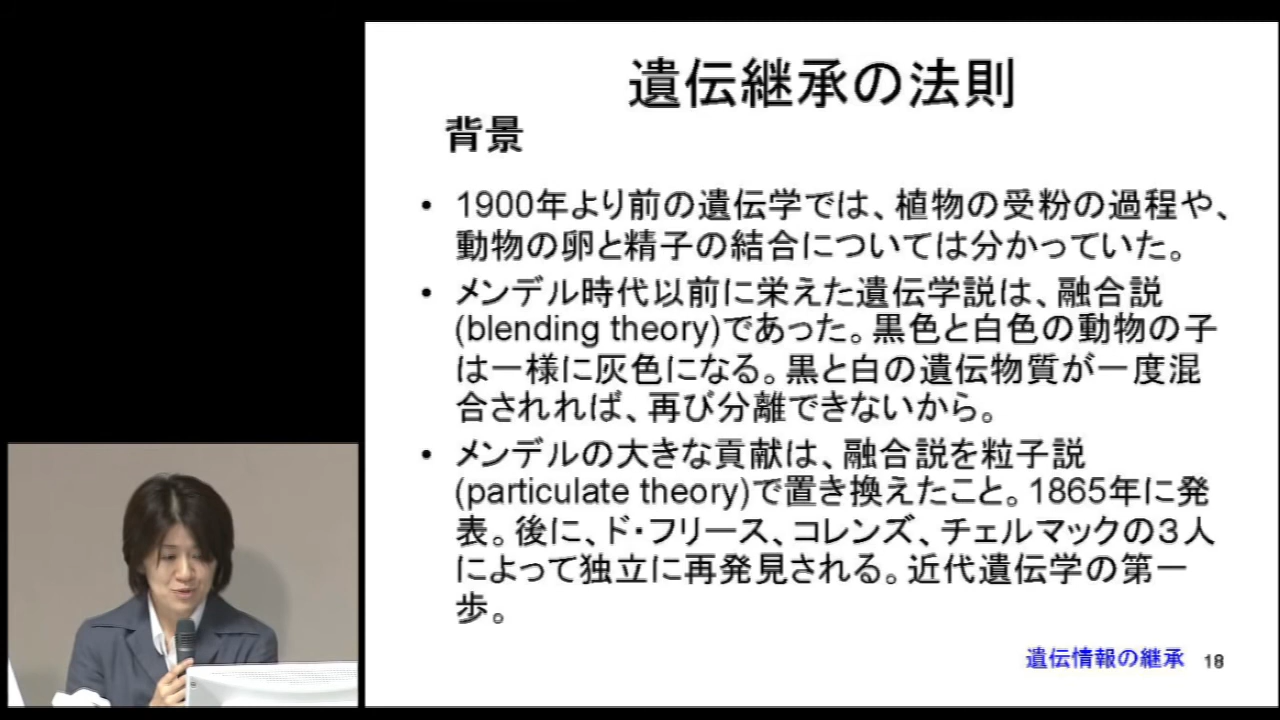 遺伝継承の法則
背景
• 1900年より前の遺伝学では、植物の受粉の過程や、
動物の卵と精子の結合については分かっていた。
• メンデル時代以前に栄えた遺伝学説は、融合説
(blending theory)であった。黒色と白色の動物の子
は一様に灰色になる。黒と白の遺伝物質が一度混
合されれば、再び分離できないから。
• メンデルの大きな貢献は、融合説を粒子説
(particulate theory)で置き換えたこと。1865年に発
表。後に、ド・フリース、コレンズ、チェルマックの３人
によって独立に再発見される。近代遺伝学の第一
歩。
遺伝情報の継承 18